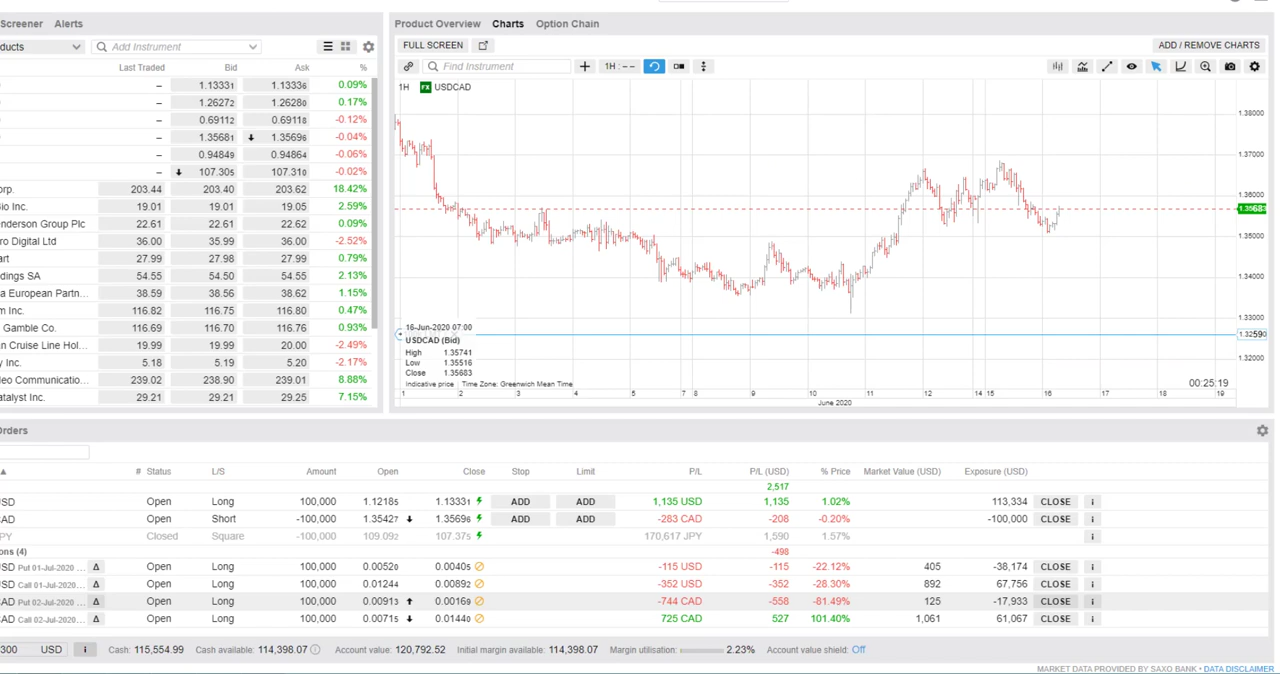 Screener Alerts
ducts Add Instrument
Last Traded Bid Ask %
– 1.13331 1.13336 0.09%
– 1.26272 1.26280 0.17%
– 0.69112 0.69118 -0.12%
– 1.35681 1.35696 -0.04%
– 0.94849 0.94864 -0.06%
– 107.305 107.310 -0.02%
orp. 203.44 203.40 203.62 18.42%
Bio Inc. 19.01 19.01 19.05 2.59%
enderson Group Plc 22.61 22.61 22.62 0.09%
ro Digital Ltd 36.00 35.99 36.00 -2.52%
art 27.99 27.98 27.99 0.79%
dings SA 54.55 54.50 54.55 2.13%
a European Partn... 38.59 38.56 38.62 1.15%
m Inc. 116.82 116.75 116.80 0.47%
Gamble Co. 116.69 116.70 116.76 0.93%
an Cruise Line Hol... 19.99 19.99 20.00 -2.49%
y Inc. 5.18 5.19 5.20 -2.17%
eo Communicatio... 239.02 238.90 239.01 8.88%
atalyst Inc. 29.21 29.21 29.25 7.15%
Product Overview Charts Option Chain
FULL SCREEN ADD / REMOVE CHARTS
Find Instrument 1H : – –
1H FX USDCAD
1.38000
1.37000
1.36000
1.35683
1.35000
1.34000
1.33000
1.32590
1.32000
16-Jun-2020 07:00
USDCAD (Bid)
High 1.35741
Low 1.35516
Close 1.35683
Indicative price Time Zone: Greenwich Mean Time
00:25:19
1 2 3 4 5 7 8 9 10 11 12 14 15 16 17 18 19
June 2020
Orders
# Status L/S Amount Open Close Stop Limit P/L P/L (USD) % Price Market Value (USD) Exposure (USD)
2,517
USD Open Long 100,000 1.12185 1.13331 ADD ADD 1,135 USD 1,135 1.02% 113,334 CLOSE i
CAD Open Short -100,000 1.35427 1.35696 ADD ADD -283 CAD -208 -0.20% -100,000 CLOSE i
PY Closed Square -100,000 109.092 107.375 170,617 JPY 1,590 1.57% i
ons (4) -498
SD Put 01-Jul-2020 ... Δ Open Long 100,000 0.00520 0.00405 -115 USD -115 -22.12% 405 -38,174 CLOSE i
SD Call 01-Jul-2020... Δ Open Long 100,000 0.01244 0.00892 -352 USD -352 -28.30% 892 67,756 CLOSE i
AD Put 02-Jul-2020 ... Δ Open Long 100,000 0.00913 0.00169 -744 CAD -558 -81.49% 125 -17,933 CLOSE i
AD Call 02-Jul-2020... Δ Open Long 100,000 0.00715 0.01440 725 CAD 527 101.40% 1,061 61,067 CLOSE i
300 USD i Cash: 115,554.99 Cash available: 114,398.07 Account value: 120,792.52 Initial margin available: 114,398.07 Margin utilisation: 2.23% Account value shield: Off
MARKET DATA PROVIDED BY SAXO BANK • DATA DISCLAIMER